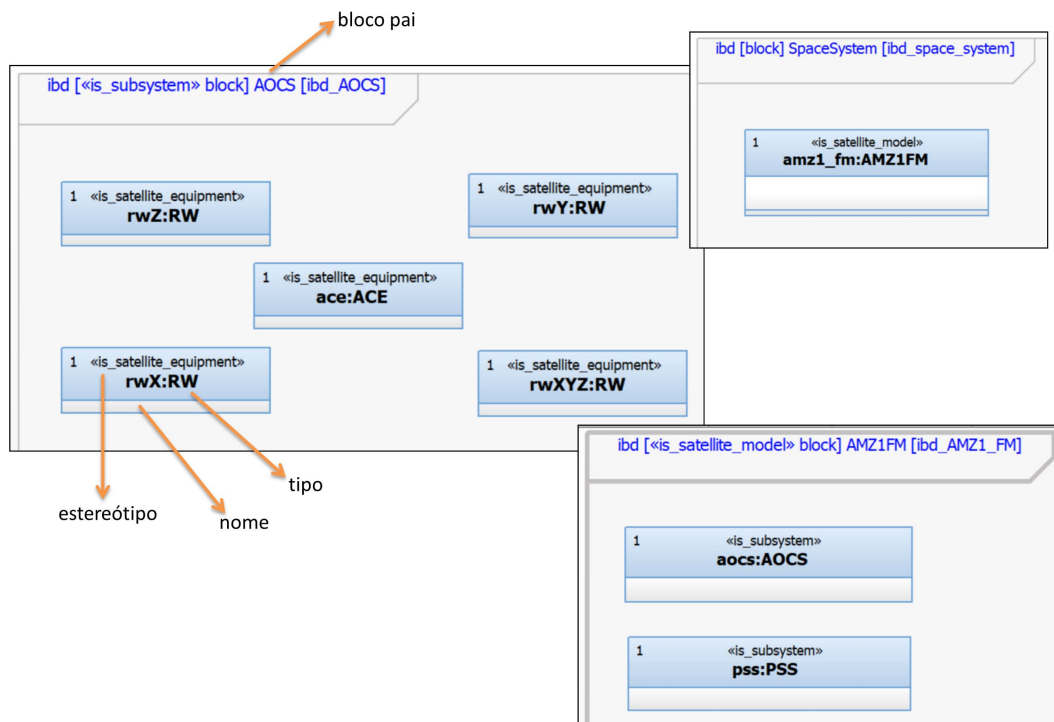 bloco pai
ibd [«is_subsystem» block] AOCS [ibd_AOCS]
1 «is_satellite_equipment»
rwZ:RW
1 «is_satellite_equipment»
rwY:RW
1 «is_satellite_equipment»
ace:ACE
1 «is_satellite_equipment»
rwX:RW
1 «is_satellite_equipment»
rwXYZ:RW
estereótipo
nome
tipo
ibd [block] SpaceSystem [ibd_space_system]
1 «is_satellite_model»
amz1_fm:AMZ1FM
ibd [«is_satellite_model» block] AMZ1FM [ibd_AMZ1_FM]
1 «is_subsystem»
aocs:AOCS
1 «is_subsystem»
pss:PSS